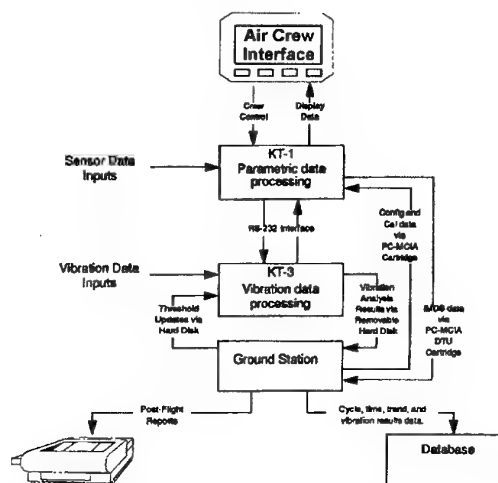 Air Crew
Interface
Crew
Control
Display
Data
KT-1
Parametric data
processing
Sensor Data
Inputs
RS-232 Interface
Config and
Cal data
via
PC-MCIA
Cartridge
KT-3
Vibration data
processing
Vibration Data
Inputs
Threshold
Updates via
Hard Disk
Vibration
Analysis
Results via
Removable
Hard Disk
IMDS data
via
PC-MCIA
DTU
Cartridge
Ground Station
Post-Flight
Reports
Cycle, time, trend, and
vibration results data.
Database